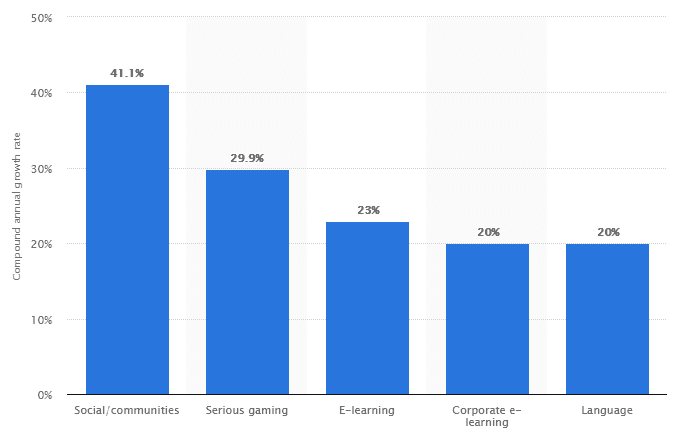 50%
40%
30%
20%
10%
0%
Compound annual growth rate
41.1%
29.9%
23%
20%
20%
Social/communities
Serious gaming
E-learning
Corporate e-
learning
Language